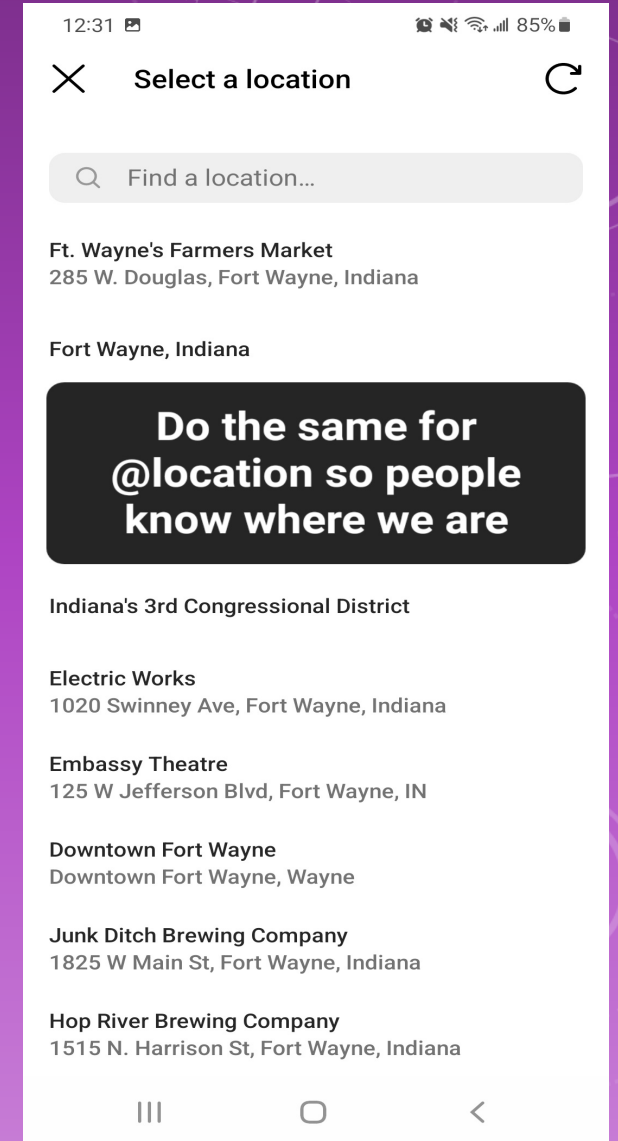 12:31
85%
Select a location
Find a location...
Ft. Wayne's Farmers Market
285 W. Douglas, Fort Wayne, Indiana
Fort Wayne, Indiana
Do the same for
@location so people
know where we are
Indiana's 3rd Congressional District
Electric Works
1020 Swinney Ave, Fort Wayne, Indiana
Embassy Theatre
125 W Jefferson Blvd, Fort Wayne, IN
Downtown Fort Wayne
Downtown Fort Wayne, Wayne
Junk Ditch Brewing Company
1825 W Main St, Fort Wayne, Indiana
Hop River Brewing Company
1515 N. Harrison St, Fort Wayne, Indiana